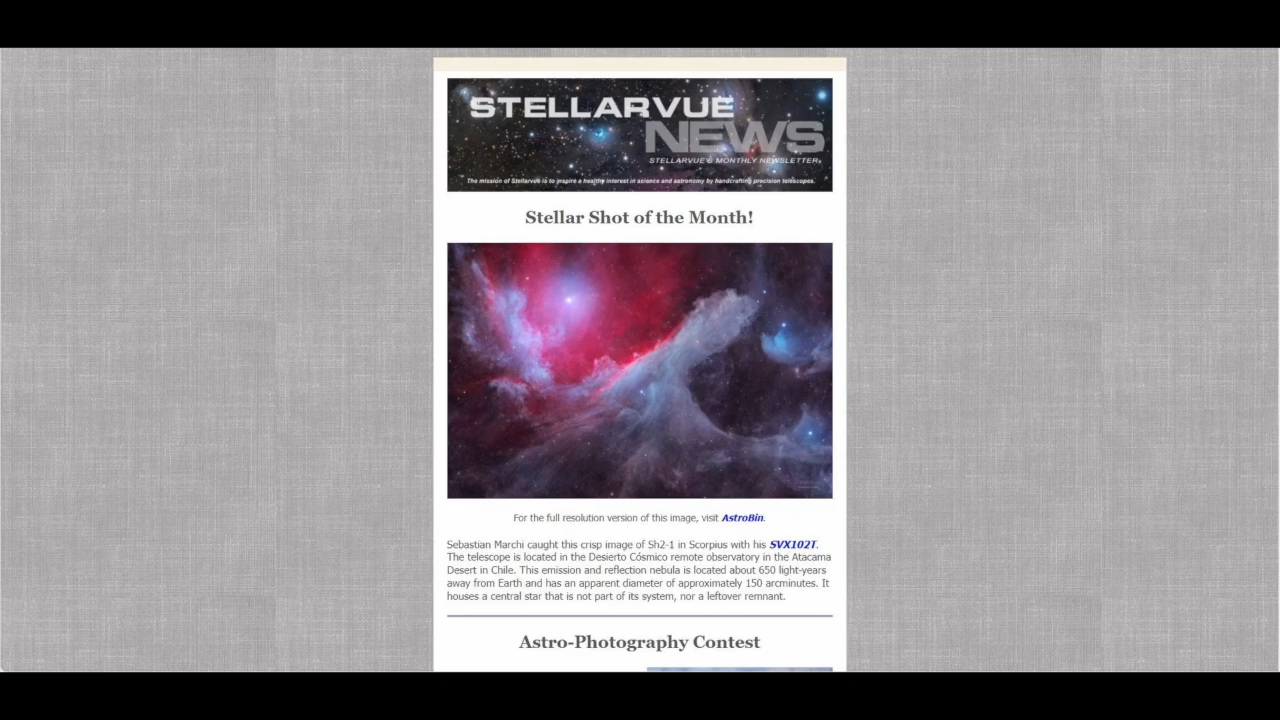 STELLARVUE
NEWS
STELLARVUE'S MONTHLY NEWSLETTER
The mission of Stellarvue is to inspire a healthy interest in science and astronomy by handcrafting precision telescopes.
Stellar Shot of the Month!
For the full resolution version of this image, visit AstroBin.
Sebastian Marchi caught this crisp image of Sh2-1 in Scorpius with his SVX102T.
The telescope is located in the Desierto Cósmico remote observatory in the Atacama
Desert in Chile. This emission and reflection nebula is located about 650 light-years
away from Earth and has an apparent diameter of approximately 150 arcminutes. It
houses a central star that is not part of its system, nor a leftover remnant.
Astro-Photography Contest